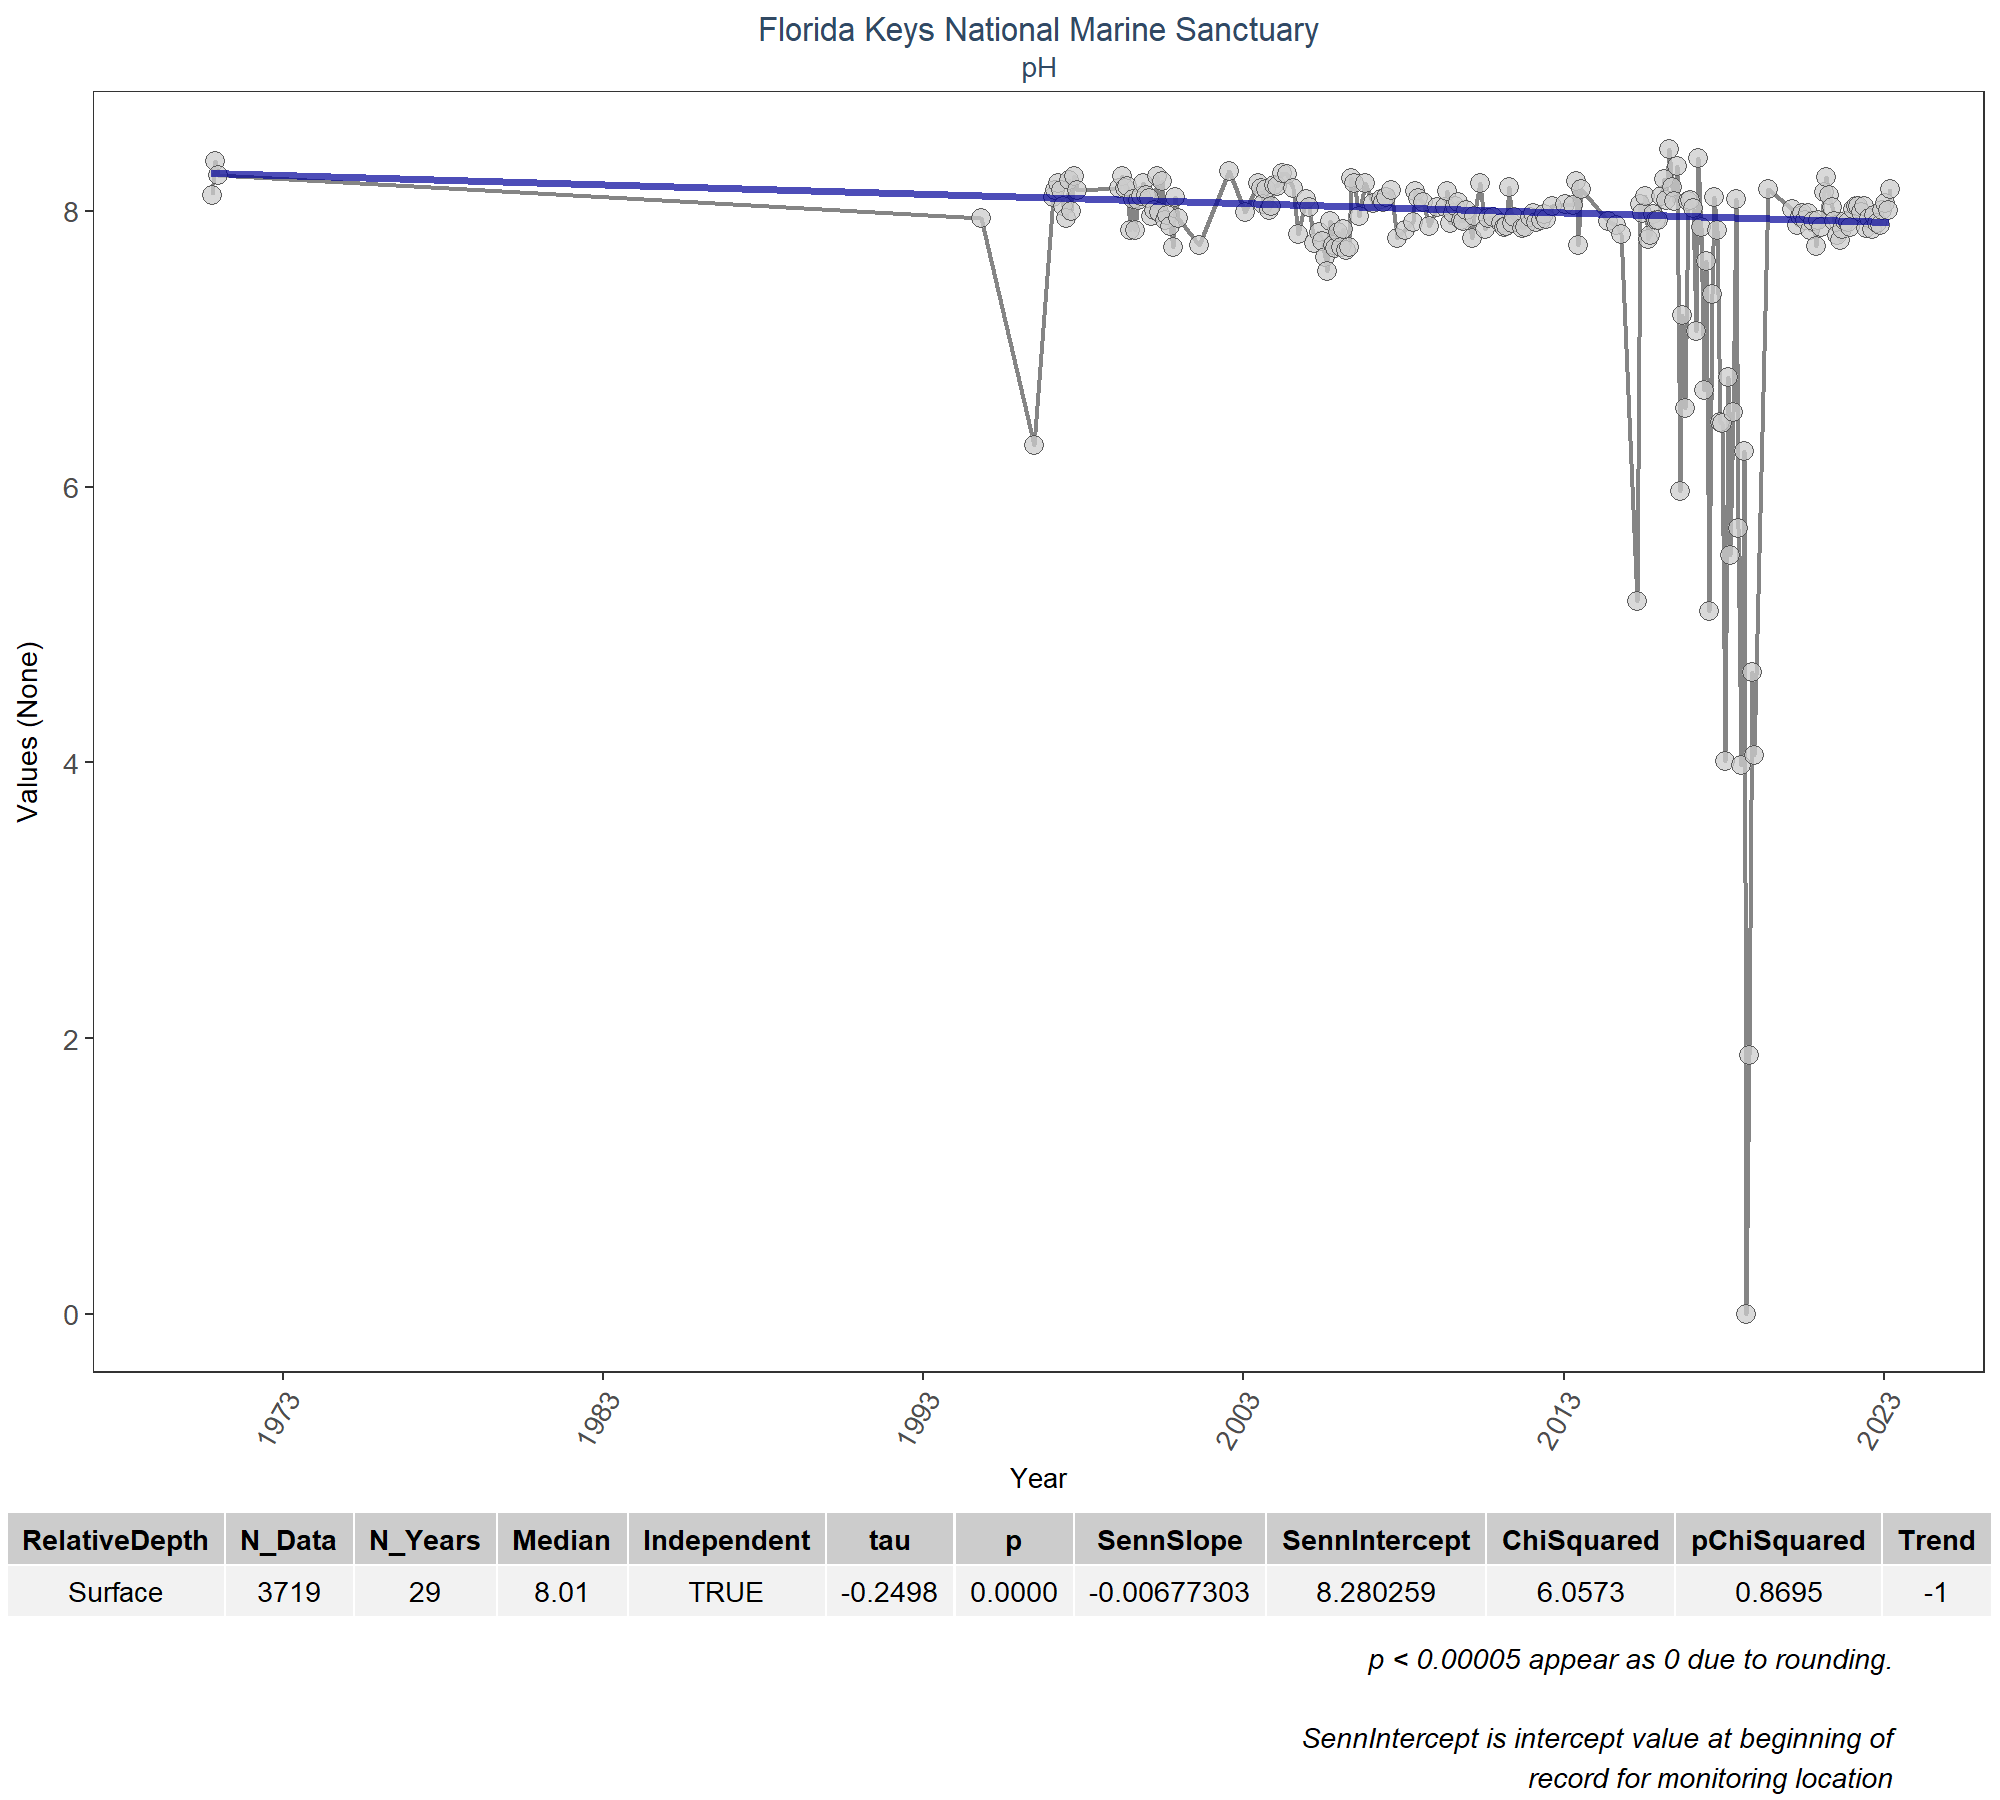 Florida Keys National Marine Sanctuary
pH
Values (None)
8
6
4
2
0
1973 1983 1993 2003 2013 2023
Year
RelativeDepth N_Data N_Years Median Independent tau p SennSlope SennIntercept ChiSquared pChiSquared Trend
Surface 3719 29 8.01 TRUE -0.2498 0.0000 -0.00677303 8.280259 6.0573 0.8695 -1
p < 0.00005 appear as 0 due to rounding.
SennIntercept is intercept value at beginning of
record for monitoring location